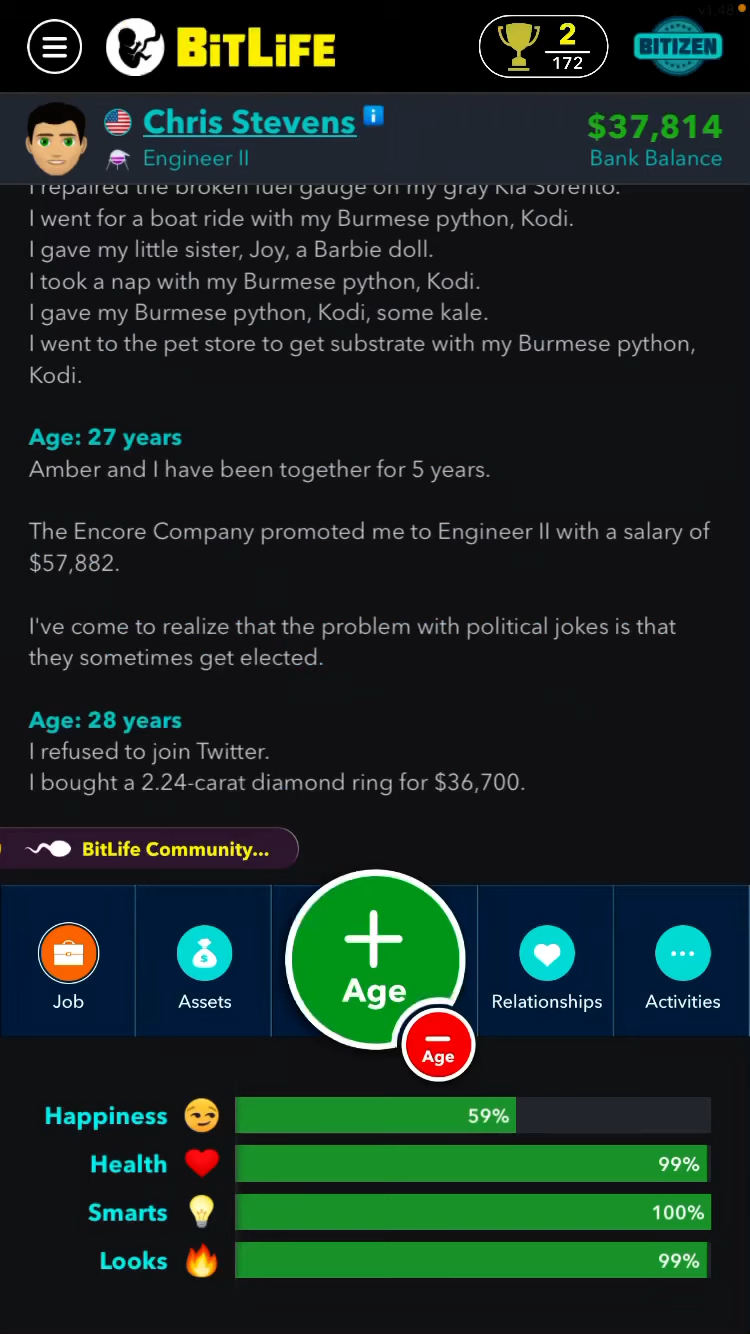 v1.48
BITLIFE
2
172
BITIZEN
Chris Stevens
$37,814
Engineer II
Bank Balance
I repaired the broken fuel gauge on my gray Kia Sorento.
I went for a boat ride with my Burmese python, Kodi.
I gave my little sister, Joy, a Barbie doll.
I took a nap with my Burmese python, Kodi.
I gave my Burmese python, Kodi, some kale.
I went to the pet store to get substrate with my Burmese python,
Kodi.
Age: 27 years
Amber and I have been together for 5 years.
The Encore Company promoted me to Engineer II with a salary of
$57,882.
I've come to realize that the problem with political jokes is that
they sometimes get elected.
Age: 28 years
I refused to join Twitter.
I bought a 2.24-carat diamond ring for $36,700.
BitLife Community...
Job
Assets
Age
Age
Relationships
Activities
Happiness 59%
Health 99%
Smarts 100%
Looks 99%